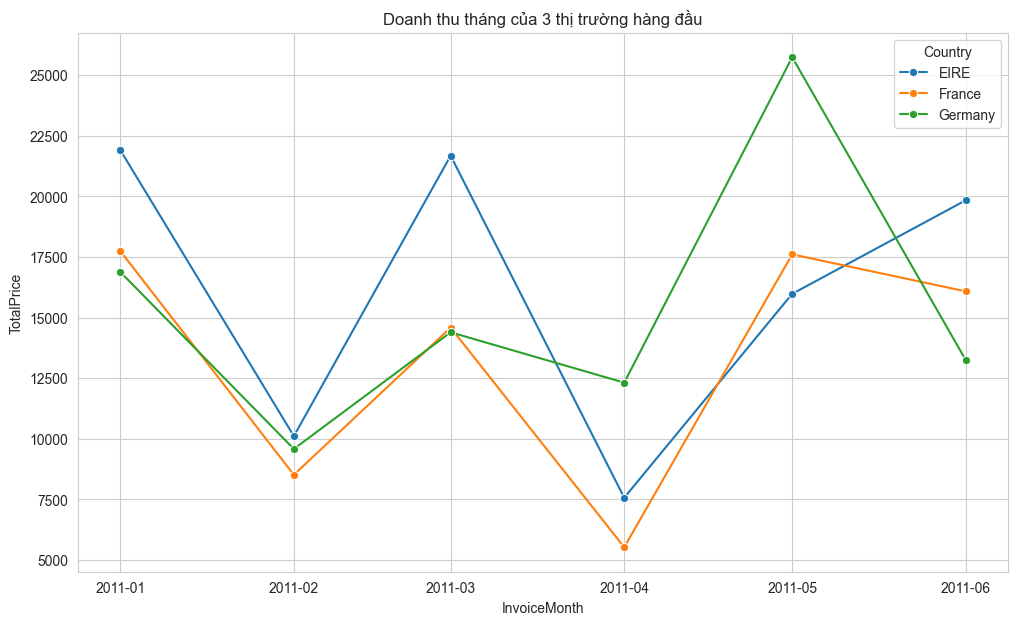 Doanh thu tháng của 3 thị trường hàng đầu
Country
EIRE
France
Germany
TotalPrice
25000
22500
20000
17500
15000
12500
10000
7500
5000
2011-01
2011-02
2011-03
2011-04
2011-05
2011-06
InvoiceMonth